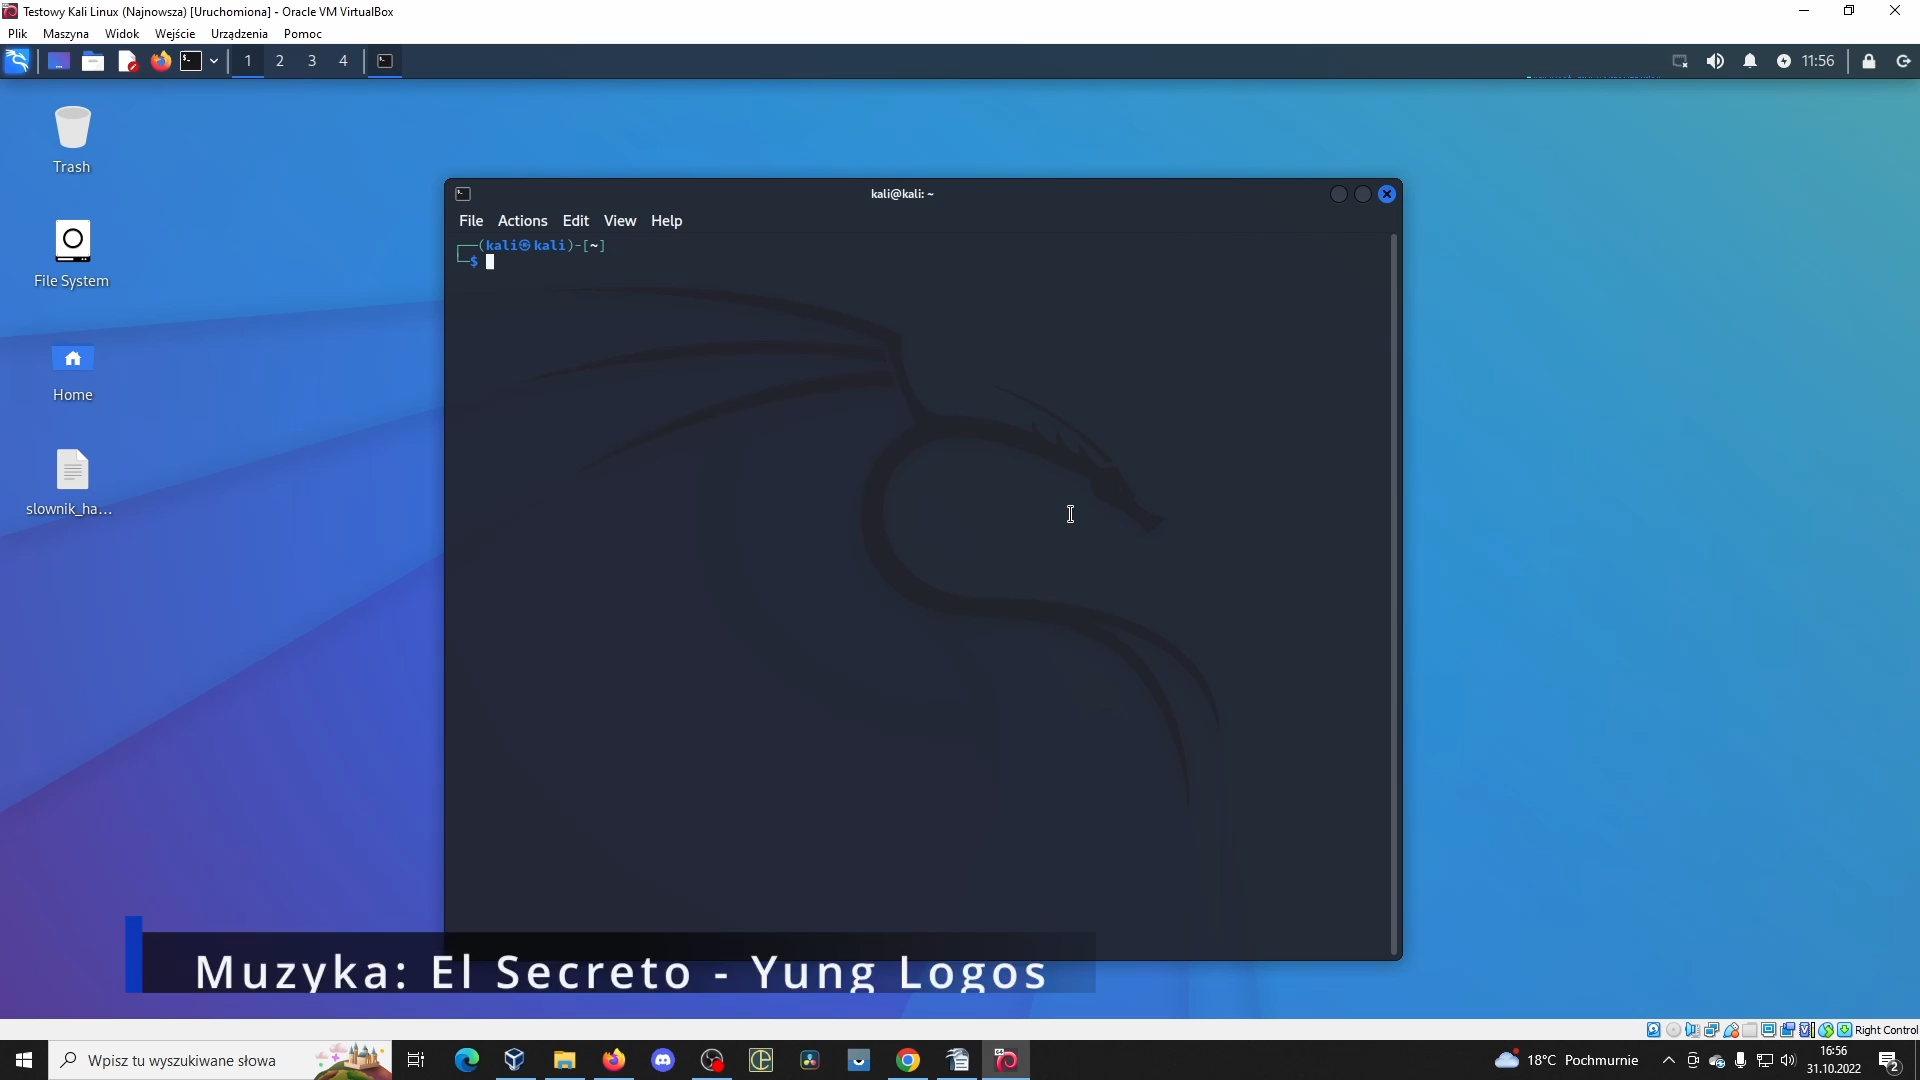 Testowy Kali Linux (Najnowsza) [Uruchomiona] - Oracle VM VirtualBox
Plik Maszyna Widok Wejście Urządzenia Pomoc
1 2 3 4
11:56
Trash
File System
Home
slownik_ha...
kali@kali: ~
File Actions Edit View Help
(kali㉿kali)-[~]
$
Muzyka: El Secreto - Yung Logos
Right Control
Wpisz tu wyszukiwane słowa
18°C Pochmurnie
16:56
31.10.2022
2